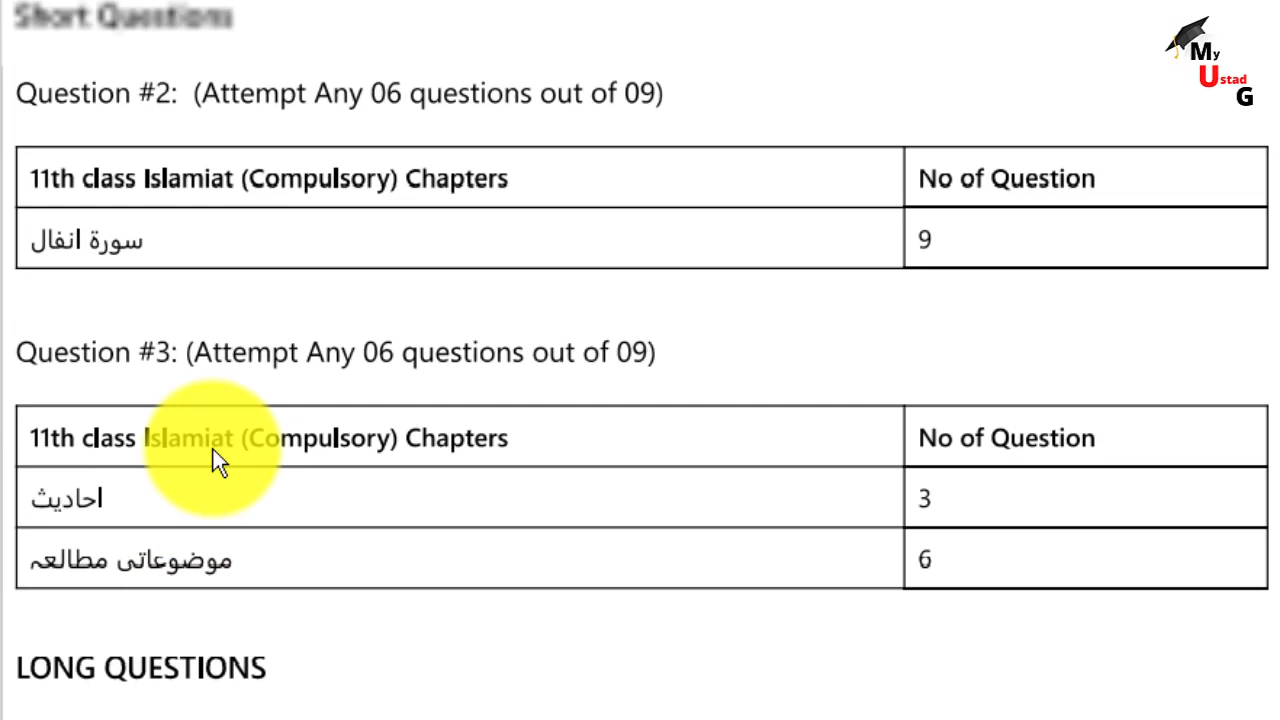 Short Questions
My
Ustad
G
Question #2: (Attempt Any 06 questions out of 09)
11th class Islamiat (Compulsory) Chapters No of Question
سورة انفال 9
Question #3: (Attempt Any 06 questions out of 09)
11th class Islamiat (Compulsory) Chapters No of Question
احادیث 3
موضوعاتی مطالعہ 6
LONG QUESTIONS